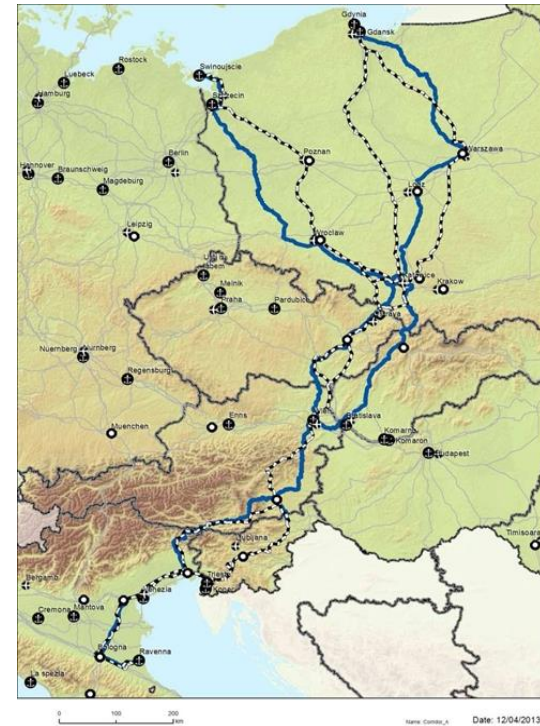 Gdynia
Gdansk
Rostock
Swinoujscie
Luebeck
Hamburg
Szczecin
Berlin
Poznan
Warszawa
Hannover
Braunschweig
Magdeburg
Lodz
Leipzig
Wroclaw
Katowice
Krakow
Melnik
Praha
Pardubice
Nuernberg
Nurnberg
Regensburg
Muenchen
Enns
Bratislava
Komarno
Komarom
Budapest
Ljubljana
Timisoara
Bergamo
Trieste
Koper
Venezia
Cremona
Mantova
Bologna
Ravenna
La spezia
0 100 200
km
Date: 12/04/2013